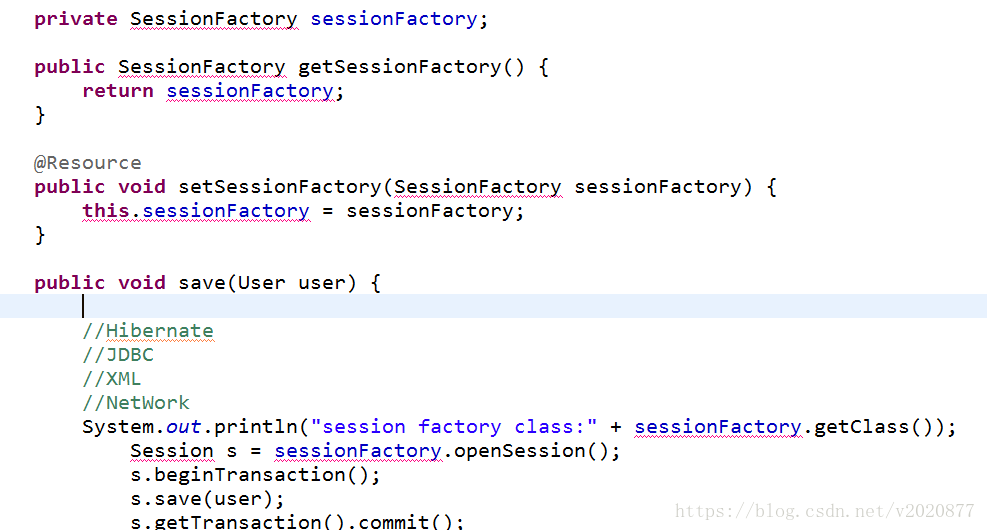 private SessionFactory sessionFactory;
public SessionFactory getSessionFactory() {
return sessionFactory;
}
@Resource
public void setSessionFactory(SessionFactory sessionFactory) {
this.sessionFactory = sessionFactory;
}
public void save(User user) {
//Hibernate
//JDBC
//XML
//NetWork
System.out.println("session factory class:" + sessionFactory.getClass());
Session s = sessionFactory.openSession();
s.beginTransaction();
s.save(user);
s.getTransaction().commit();
https://blog.csdn.net/v2020877